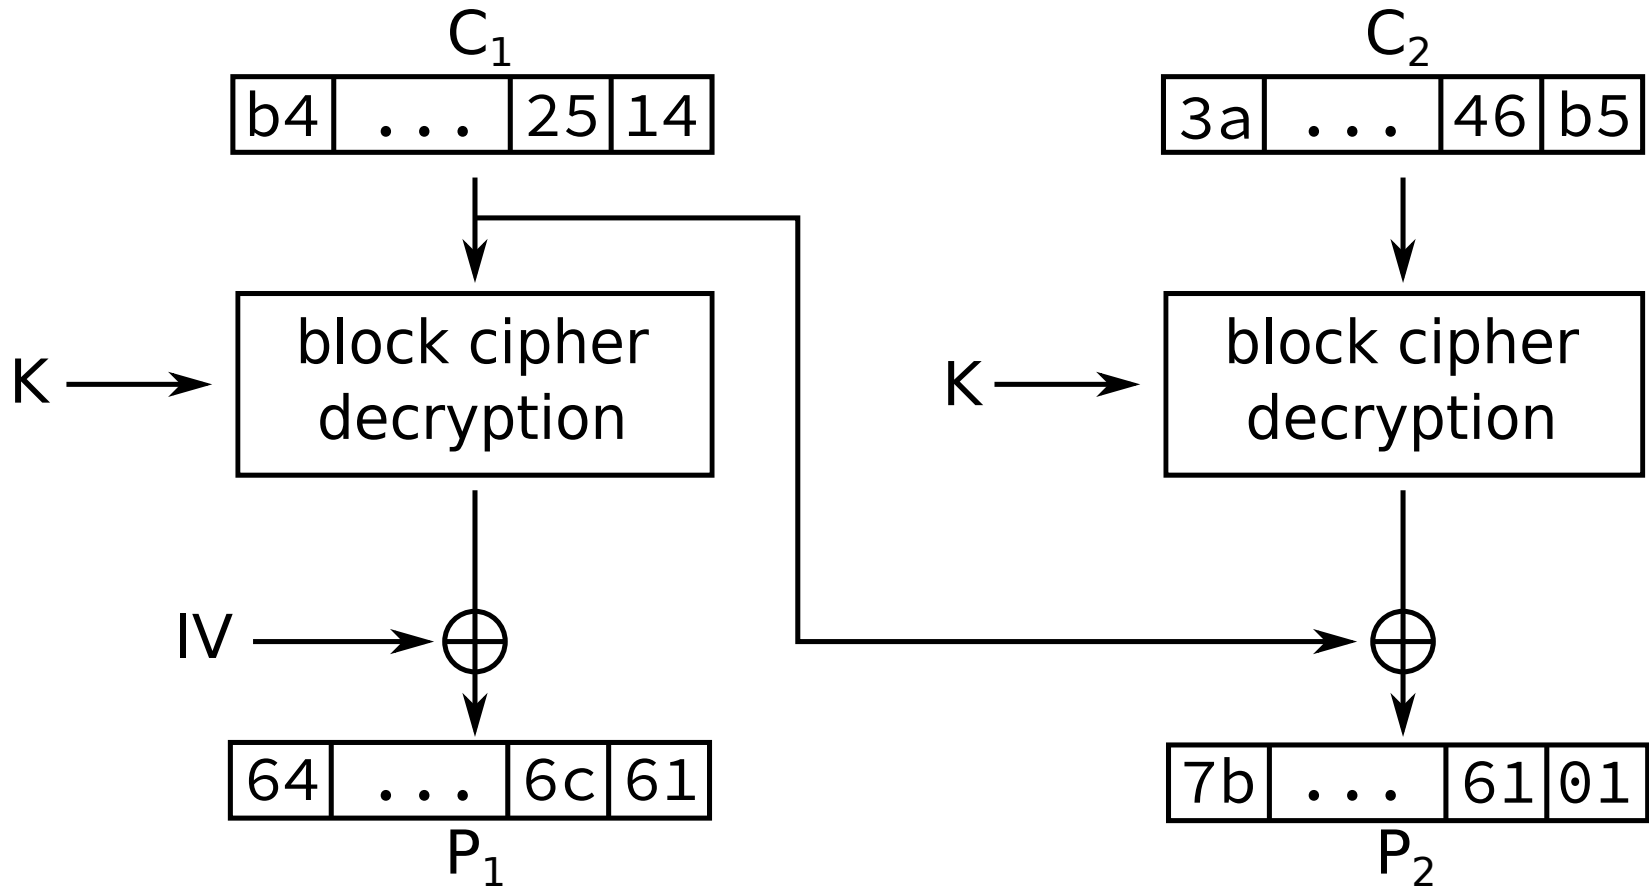 C1 C2
b4 ... 25 14 3a ... 46 b5
block cipher block cipher
K K
decryption decryption
IV
64 ... 6c 61 7b ... 61 01
P1 P2